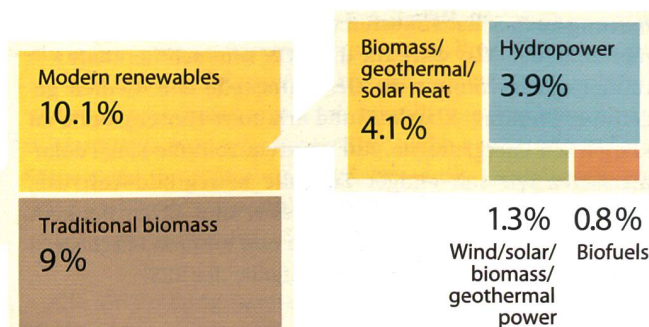 Modern renewables
10.1%
Traditional biomass
9%
Biomass/
geothermal/
solar heat
4.1%
Hydropower
3.9%
1.3%
Wind/solar/
biomass/
geothermal
power
0.8%
Biofuels